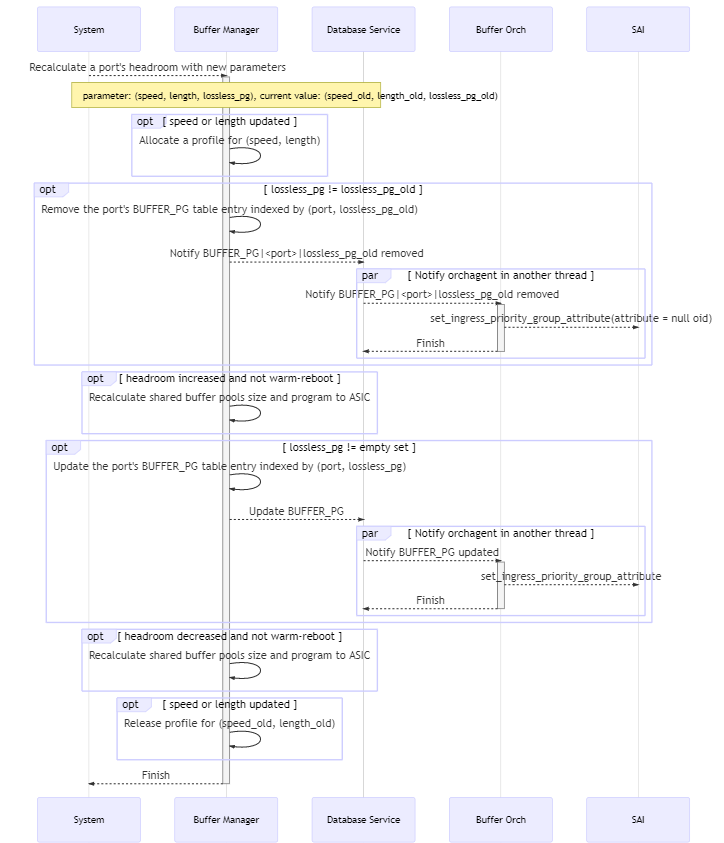 System
Buffer Manager
Database Service
Buffer Orch
SAI
Recalculate a port's headroom with new parameters
parameter: (speed, length, lossless_pg), current value: (speed_old, length_old, lossless_pg_old)
opt [ speed or length updated ]
Allocate a profile for (speed, length)
opt [ lossless_pg != lossless_pg_old ]
Remove the port's BUFFER_PG table entry indexed by (port, lossless_pg_old)
Notify BUFFER_PG|<port>|lossless_pg_old removed
par [ Notify orchagent in another thread ]
Notify BUFFER_PG|<port>|lossless_pg_old removed
set_ingress_priority_group_attribute(attribute = null oid)
Finish
opt [ headroom increased and not warm-reboot ]
Recalculate shared buffer pools size and program to ASIC
opt [ lossless_pg != empty set ]
Update the port's BUFFER_PG table entry indexed by (port, lossless_pg)
Update BUFFER_PG
par [ Notify orchagent in another thread ]
Notify BUFFER_PG updated
set_ingress_priority_group_attribute
Finish
opt [ headroom decreased and not warm-reboot ]
Recalculate shared buffer pools size and program to ASIC
opt [ speed or length updated ]
Release profile for (speed_old, length_old)
Finish
System
Buffer Manager
Database Service
Buffer Orch
SAI